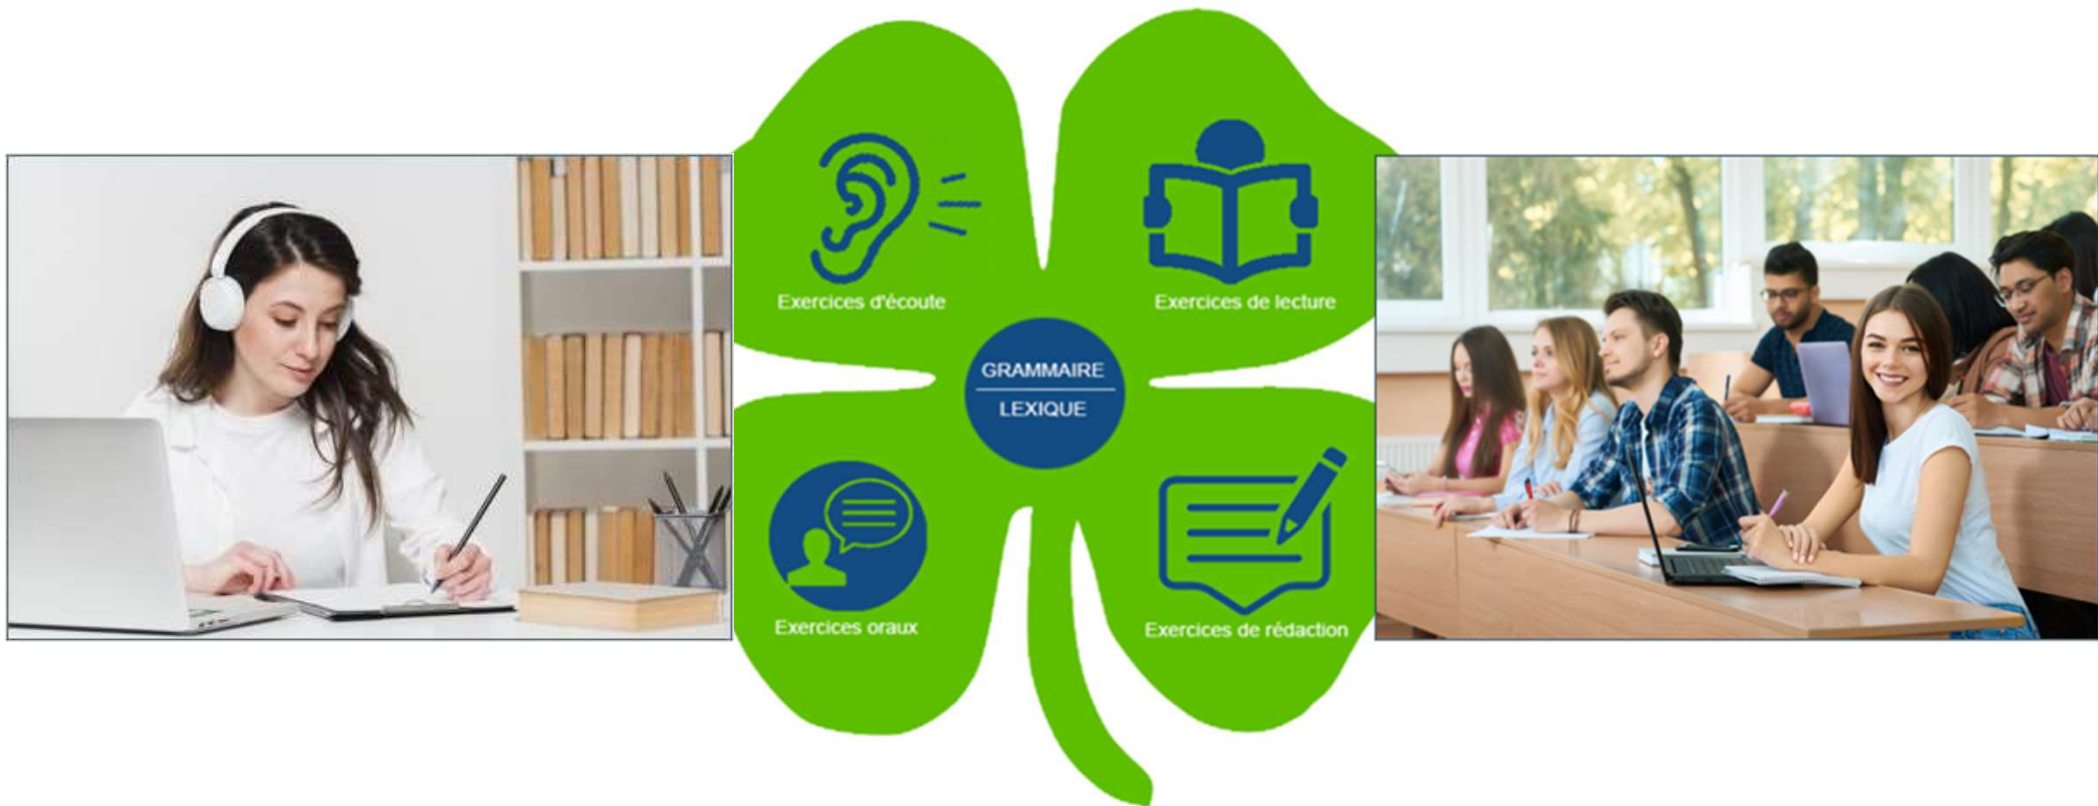 Exercices d'écoute
Exercices de lecture
GRAMMAIRE
LEXIQUE
Exercices oraux
Exercices de rédaction